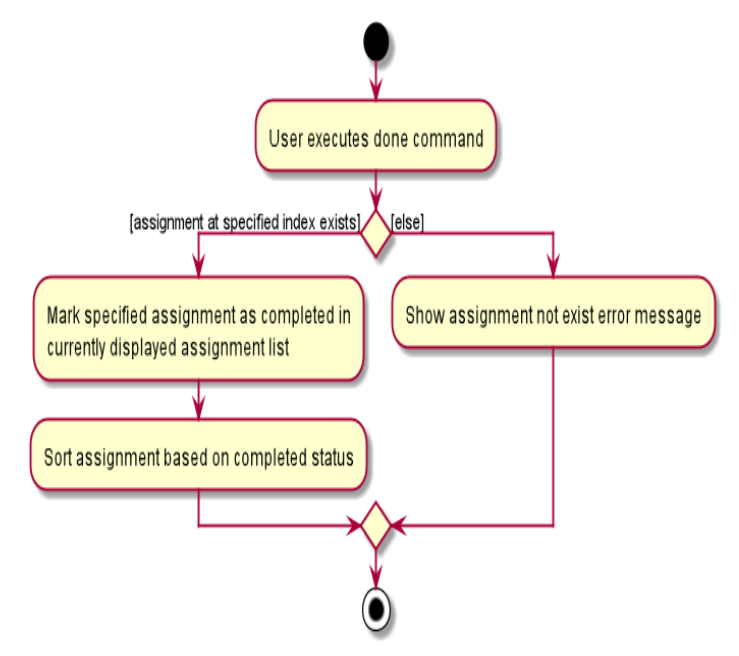 User executes done command
[assignment at specified index exists]
[else]
Mark specified assignment as completed in
currently displayed assignment list
Show assignment not exist error message
Sort assignment based on completed status